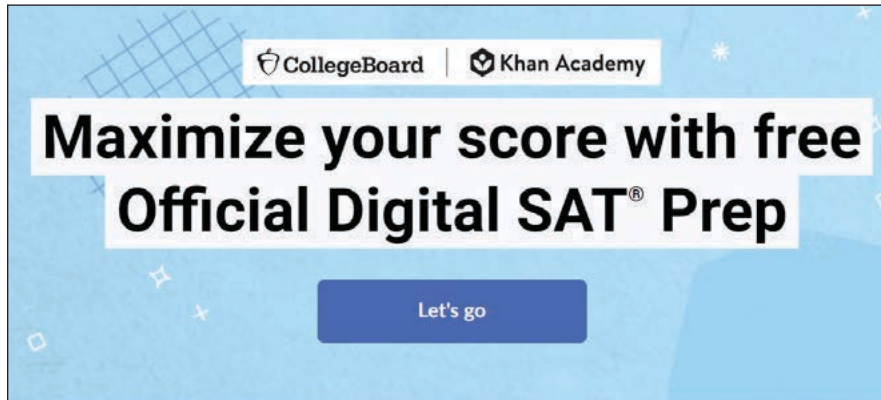 CollegeBoard | Khan Academy
Maximize your score with free
Official Digital SAT® Prep
Let's go